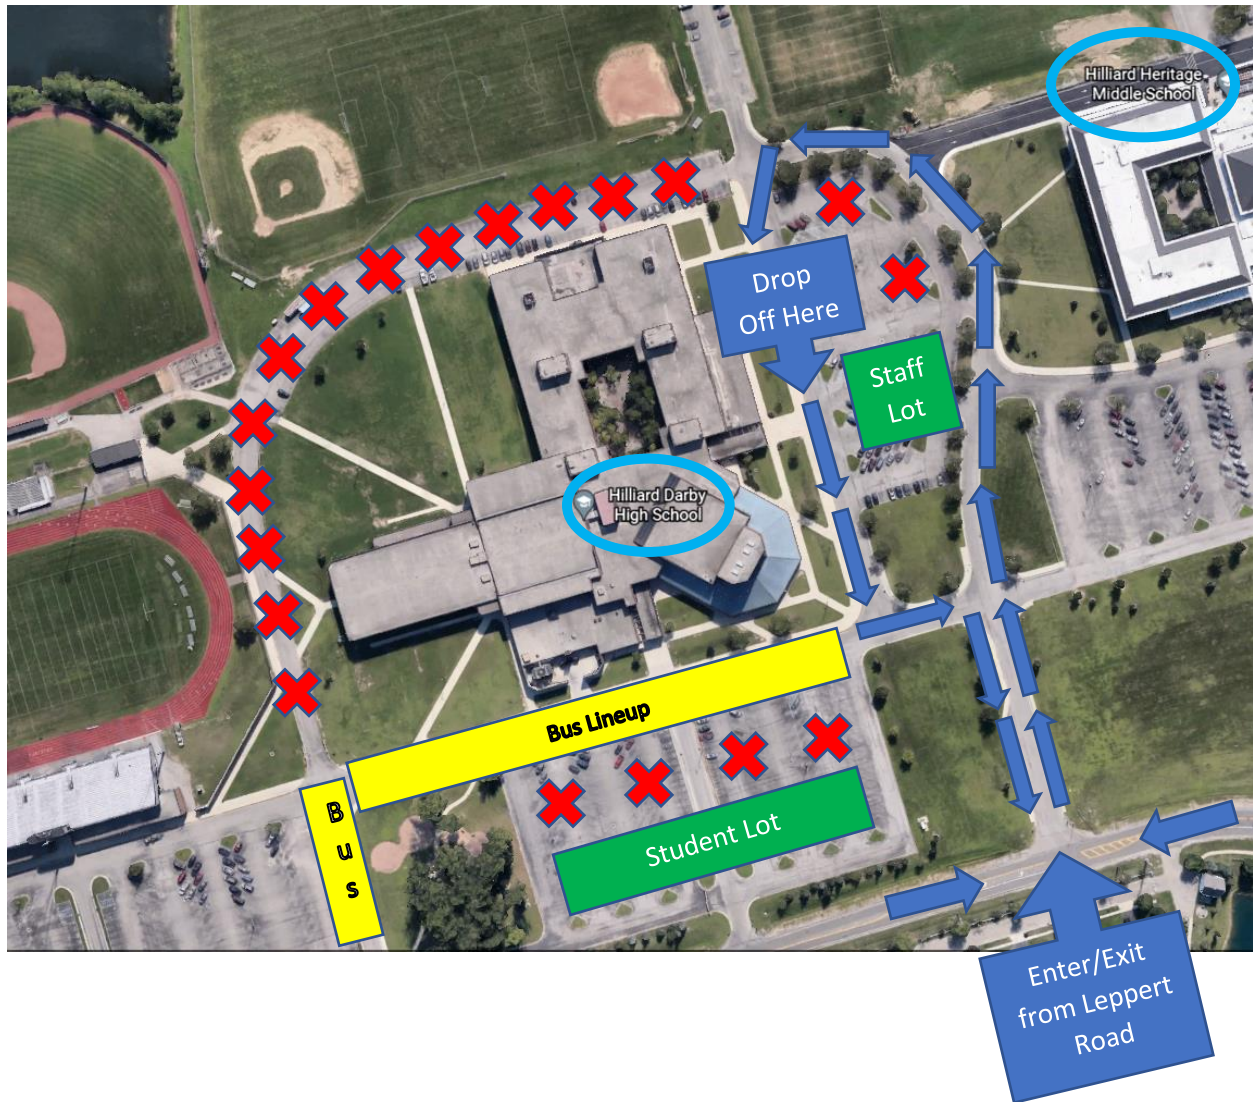 Hilliard Heritage
Middle School
Drop
Off Here
Staff
Lot
Hilliard Darby
High School
Bus Lineup
B
u
s
Student Lot
Enter/Exit
from Leppert
Road